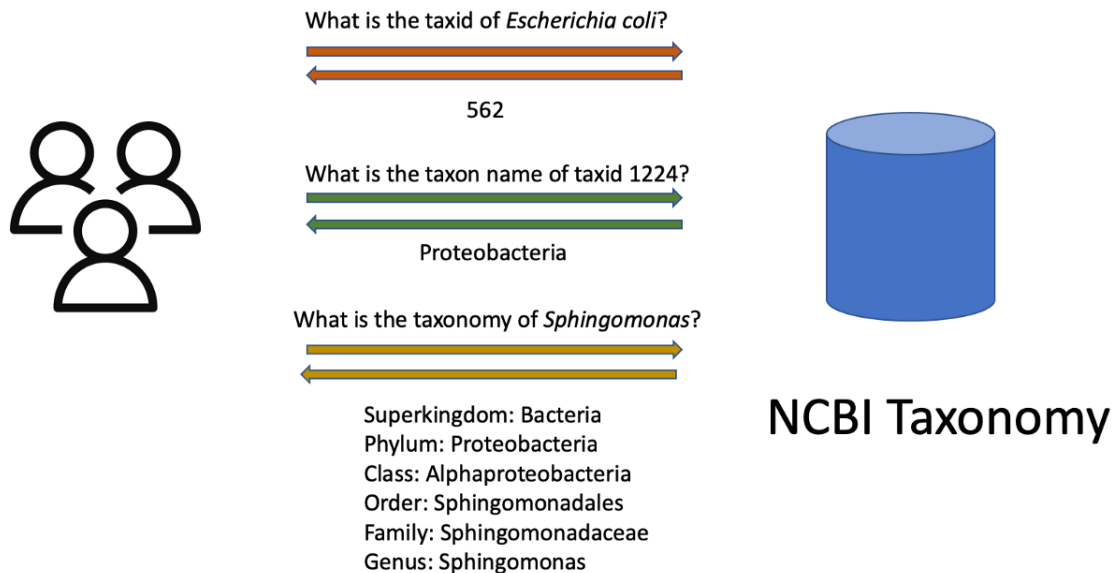 What is the taxid of Escherichia coli?
562
What is the taxon name of taxid 1224?
Proteobacteria
What is the taxonomy of Sphingomonas?
Superkingdom: Bacteria
Phylum: Proteobacteria
Class: Alphaproteobacteria
Order: Sphingomonadales
Family: Sphingomonadaceae
Genus: Sphingomonas
NCBI Taxonomy